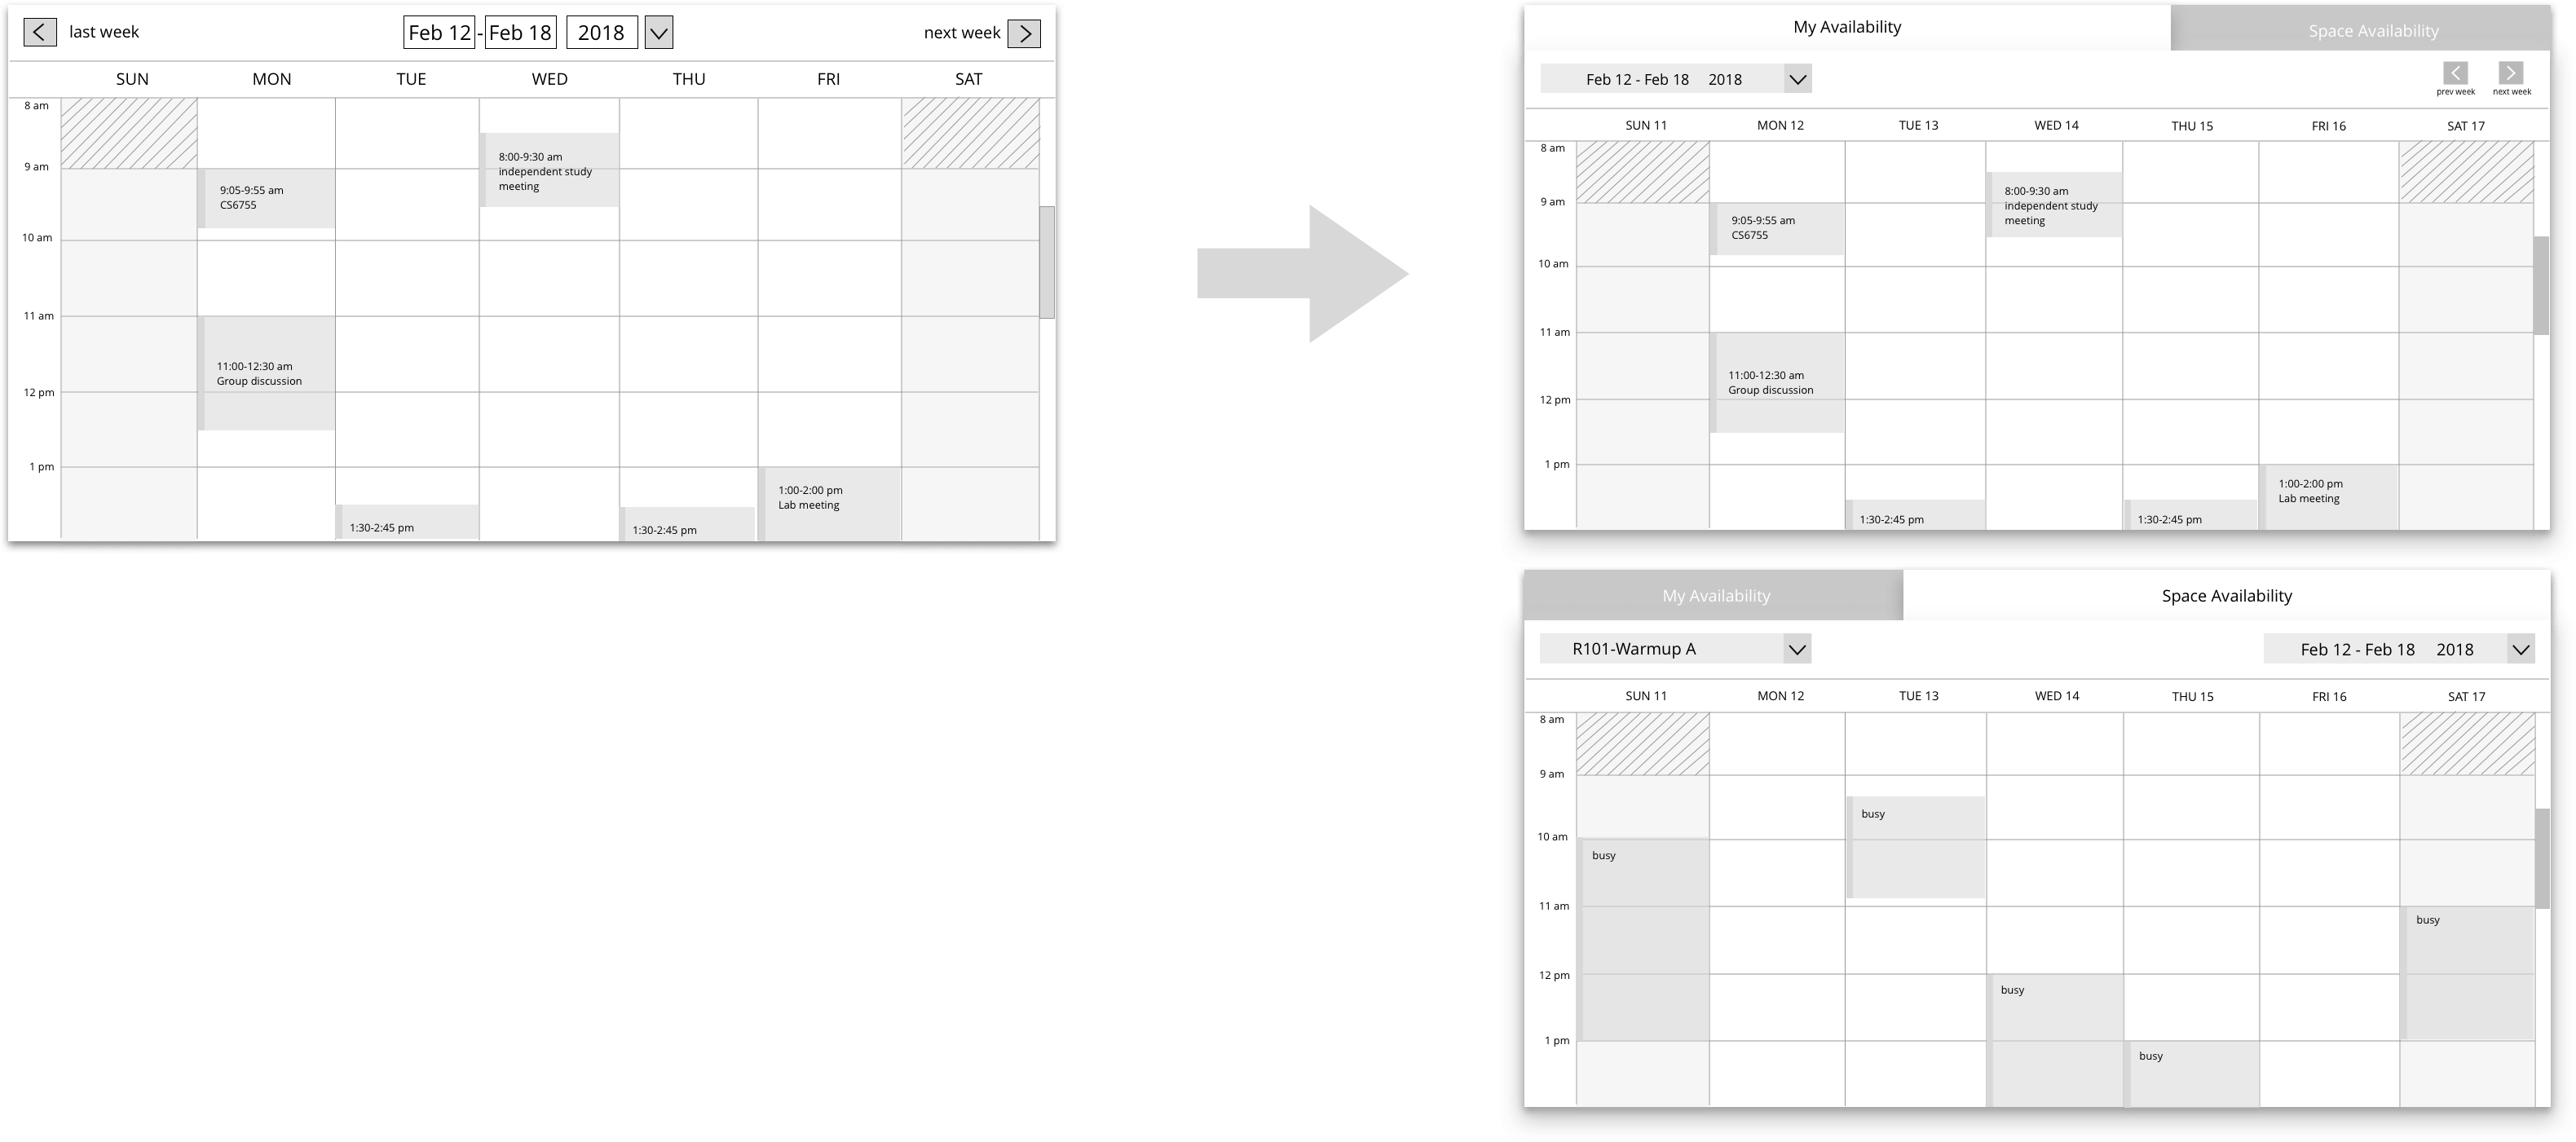 last week
Feb 12 - Feb 18 2018
next week
SUN MON TUE WED THU FRI SAT
8 am
8:00-9:30 am
independent study
meeting
9 am
9:05-9:55 am
CS6755
10 am
11 am
11:00-12:30 am
Group discussion
12 pm
1 pm
1:00-2:00 pm
Lab meeting
1:30-2:45 pm
1:30-2:45 pm
My Availability
Space Availability
Feb 12 - Feb 18 2018
prev week
next week
SUN 11 MON 12 TUE 13 WED 14 THU 15 FRI 16 SAT 17
8 am
8:00-9:30 am
independent study
meeting
9 am
9:05-9:55 am
CS6755
10 am
11 am
11:00-12:30 am
Group discussion
12 pm
1 pm
1:00-2:00 pm
Lab meeting
1:30-2:45 pm
1:30-2:45 pm
My Availability
Space Availability
R101-Warmup A
Feb 12 - Feb 18 2018
SUN 11 MON 12 TUE 13 WED 14 THU 15 FRI 16 SAT 17
8 am
9 am
busy
10 am
busy
11 am
busy
12 pm
busy
1 pm
busy